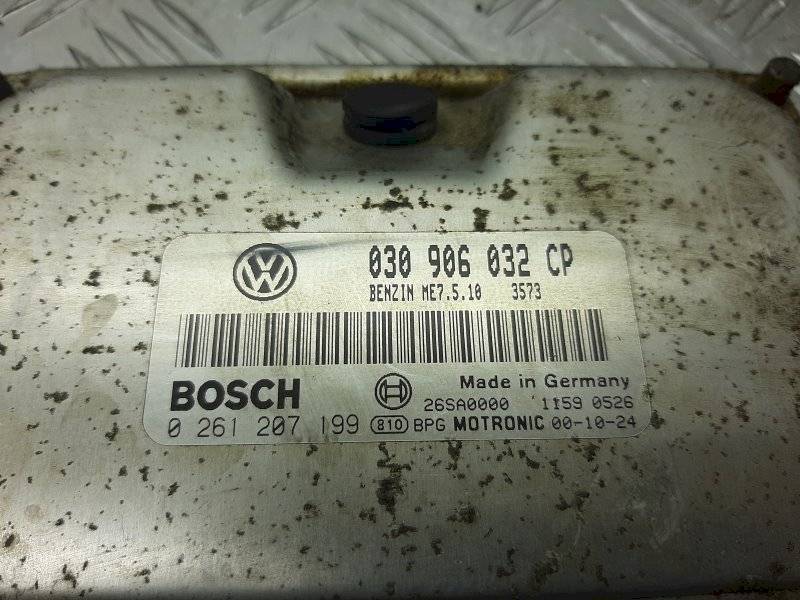 030 906 032 CP
BENZIN ME7.5.10 3573
BOSCH
Made in Germany
26SA0000 1159 0526
0 261 207 199 810 BPG MOTRONIC 00-10-24